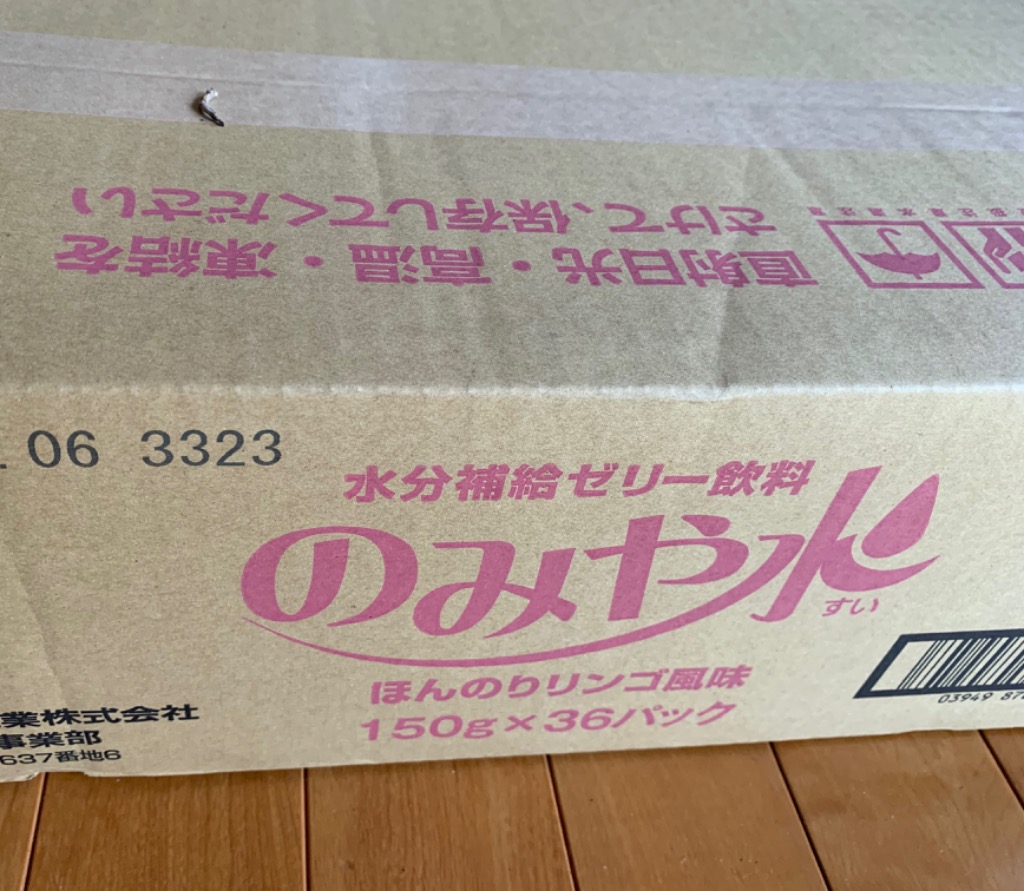 直射日光・高温・凍結を
さけて、保存してください
06 3323
水分補給ゼリー飲料
のみや水
すい
ほんのりリンゴ風味
150g×36パック
業株式会社
事業部
637番地6
03949 87